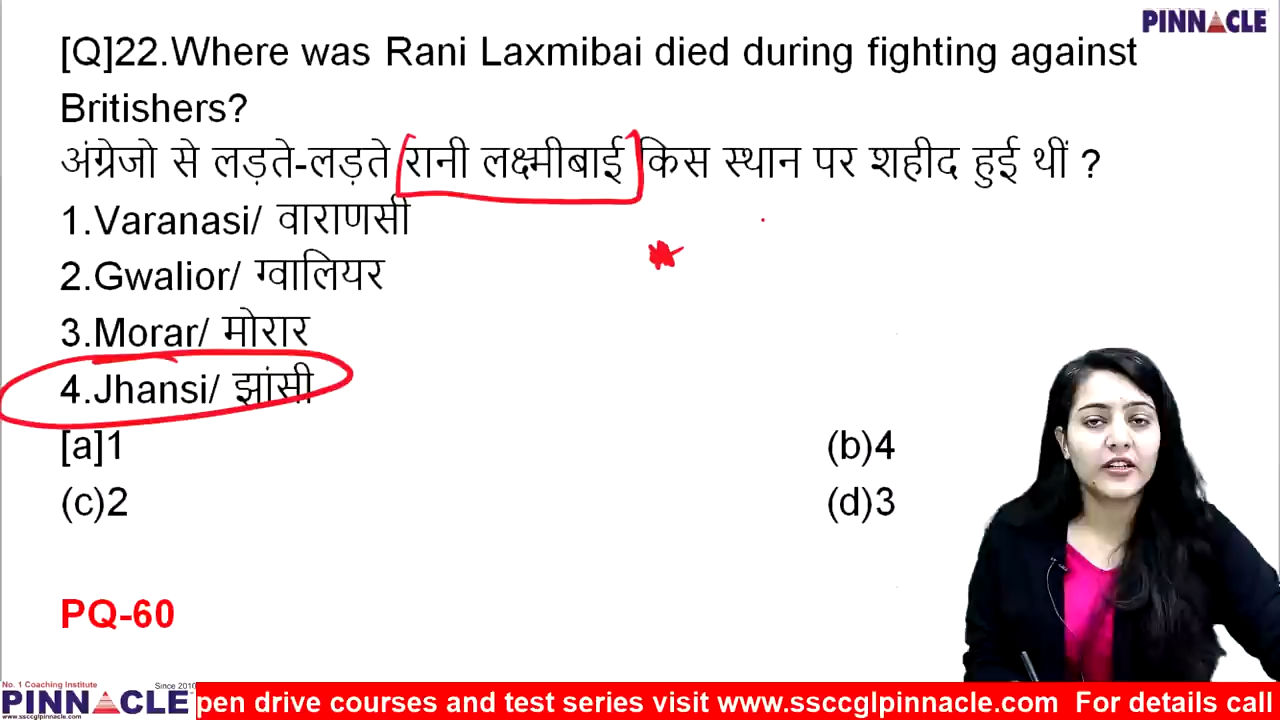 PINNACLE
[Q]22.Where was Rani Laxmibai died during fighting against
Britishers?
अंग्रेजो से लड़ते-लड़ते रानी लक्ष्मीबाई किस स्थान पर शहीद हुई थीं ?
1.Varanasi/ वाराणसी
2.Gwalior/ ग्वालियर
3.Morar/ मोरार
4.Jhansi/ झांसी
[a]1 (b)4
(c)2 (d)3
PQ-60
No. 1 Coaching Institute Since 2010
PINNACLE
www.ssccglpinnacle.com
pen drive courses and test series visit www.ssccglpinnacle.com For details call